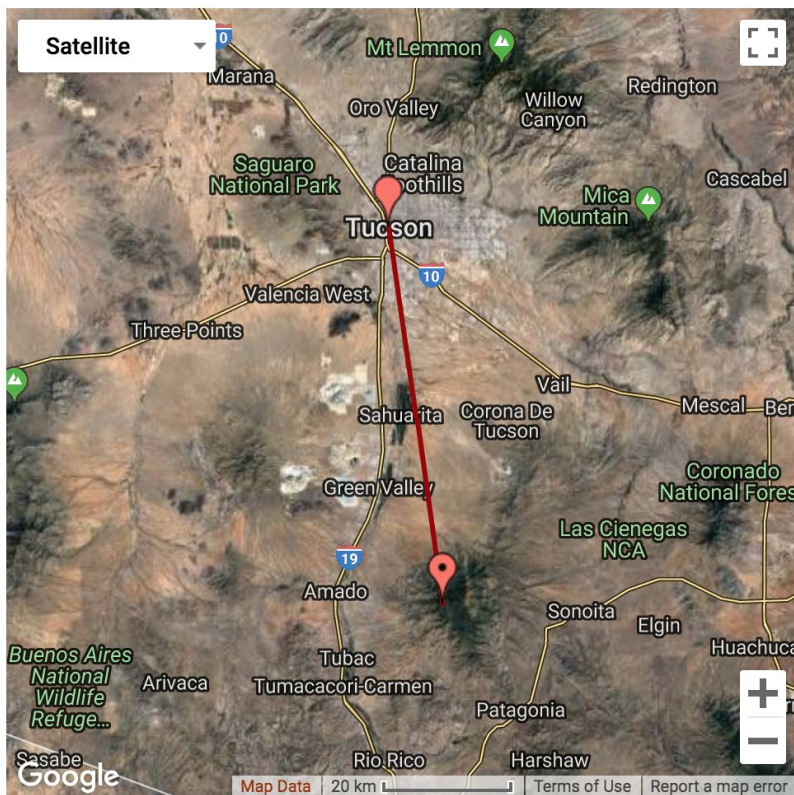 Satellite
Mt Lemmon
Marana
Redington
Oro Valley
Willow
Canyon
Saguaro
National Park
Catalina
Cascabel
Mica
Mountain
Tucson
10
Valencia West
Three Points
Vail
Sahuarita
Corona De
Tucson
Mescal
Ber
Green Valley
Coronado
National Fores
Las Cienegas
NCA
19
Amado
Sonoita
Elgin
Huachuca
Buenos Aires
National
Wildlife
Refuge...
Tubac
Arivaca
Tumacacori-Carmen
Patagonia
Sasabe
Rio Rico
Harshaw
Google
Map Data
20 km
Terms of Use
Report a map error